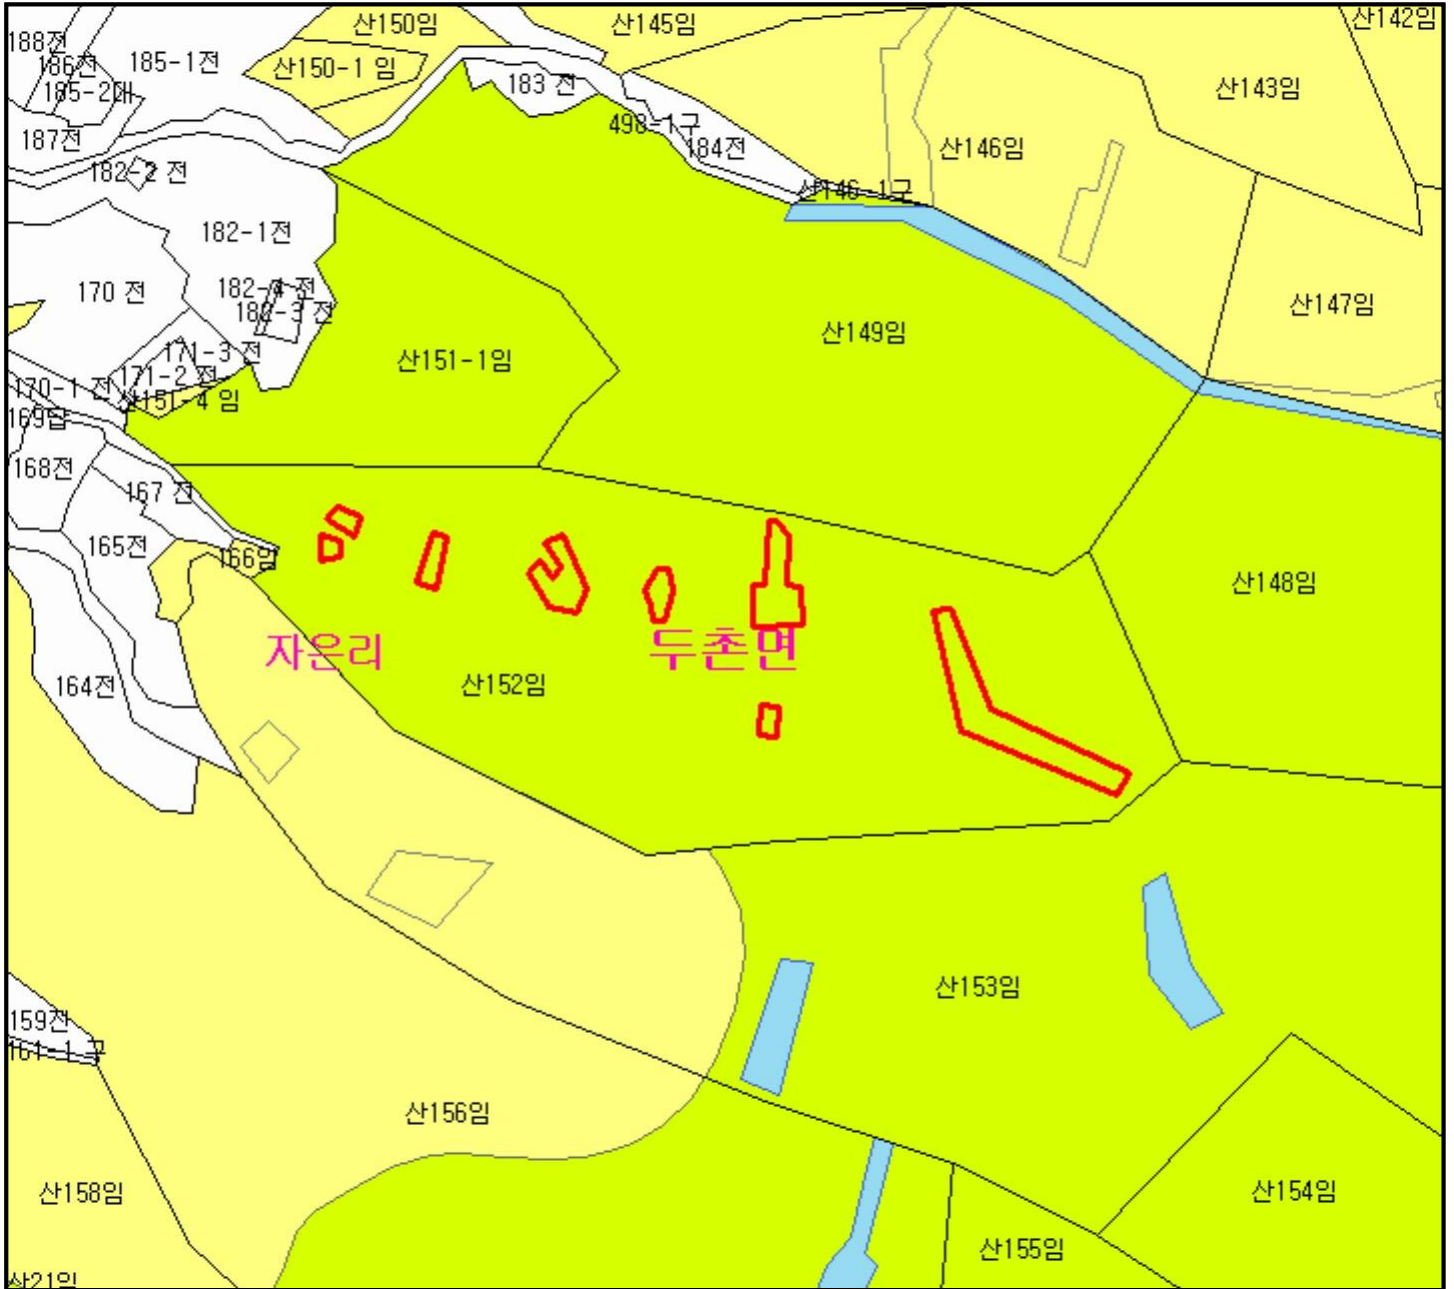 산150임
산145임
산142임
188전
186전
185-1전
산150-1 임
183 전
185-2대
산143임
187전
498-1구
184전
산146임
182-2 전
산146-1구
182-1전
170 전
182-4 전
182-3 전
산147임
산149임
171-3 전
산151-1임
171-2 전
170-1 전
산151-4 임
169답
168전
167 전
165전
166임
산148임
자은리
두촌면
164전
산152임
산153임
159전
161-1 구
산156임
산158임
산154임
산155임
산21임